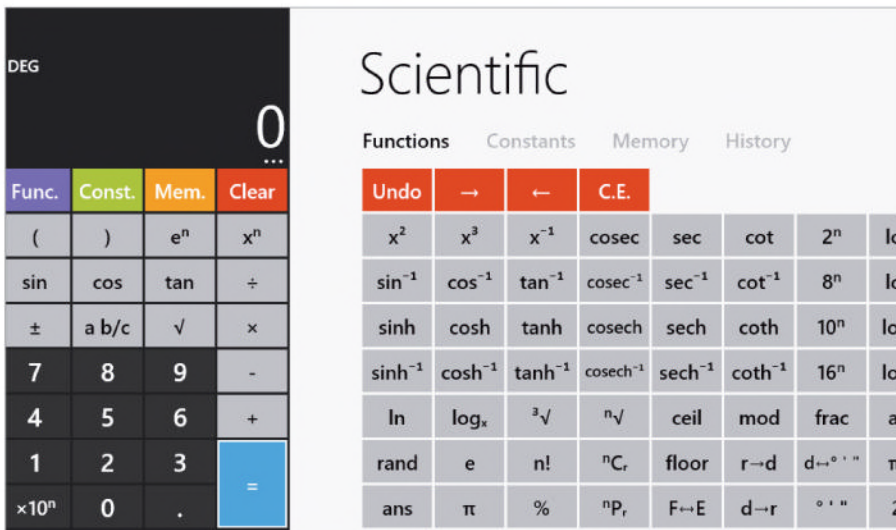 DEG
0
...
Func. Const. Mem. Clear
( ) eⁿ xⁿ
sin cos tan ÷
± a b/c √ ×
7 8 9 -
4 5 6 +
1 2 3 =
×10ⁿ 0 .
Scientific
Functions Constants Memory History
Undo → ← C.E.
x² x³ x⁻¹ cosec sec cot 2ⁿ
sin⁻¹ cos⁻¹ tan⁻¹ cosec⁻¹ sec⁻¹ cot⁻¹ 8ⁿ
sinh cosh tanh cosech sech coth 10ⁿ
sinh⁻¹ cosh⁻¹ tanh⁻¹ cosech⁻¹ sech⁻¹ coth⁻¹ 16ⁿ
ln logₓ ³√ ⁿ√ ceil mod frac
rand e n! ⁿCᵣ floor r→d d↔° ' "
ans π % ⁿPᵣ F↔E d→r ° ' "